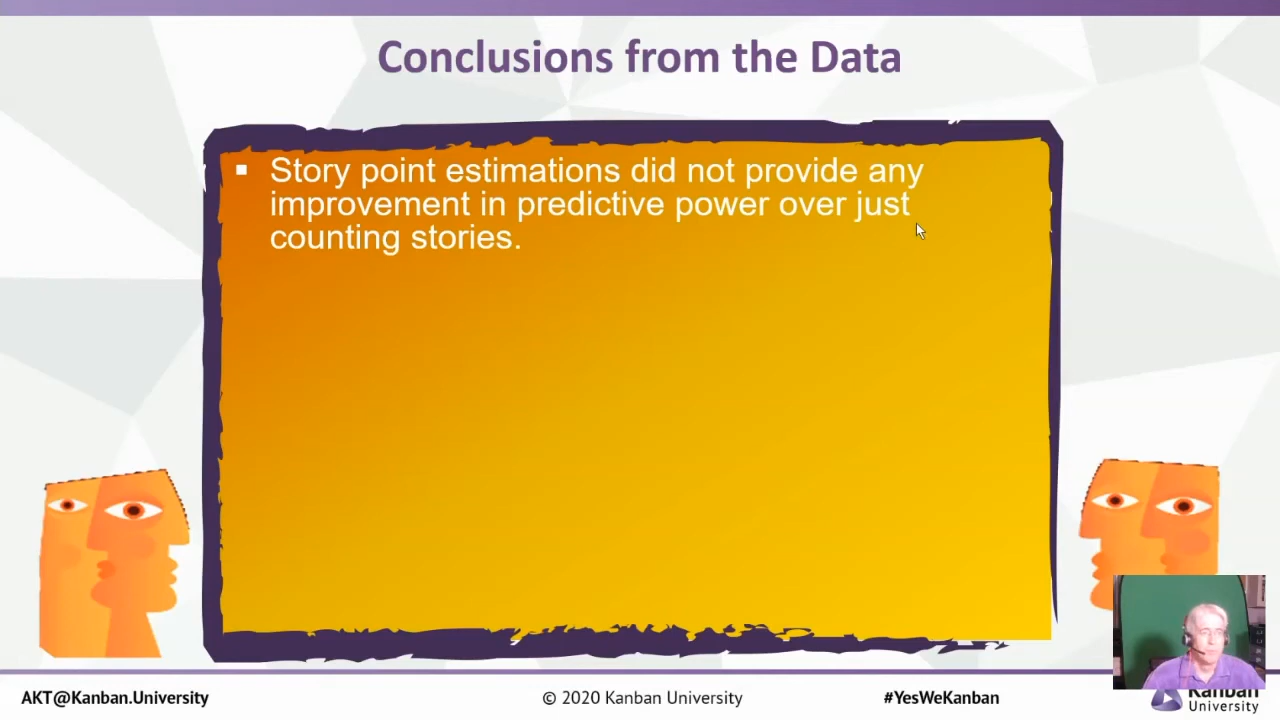 Conclusions from the Data
▪ Story point estimations did not provide any
improvement in predictive power over just
counting stories.
AKT@Kanban.University
© 2020 Kanban University
#YesWeKanban
Kanban
University